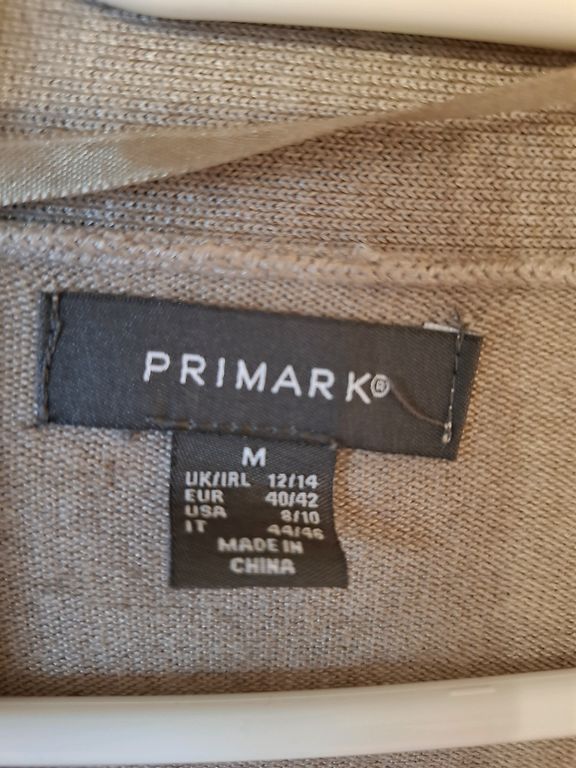 PRIMARK®
M
UK/IRL 12/14
EUR 40/42
USA 8/10
IT 44/46
MADE IN
CHINA